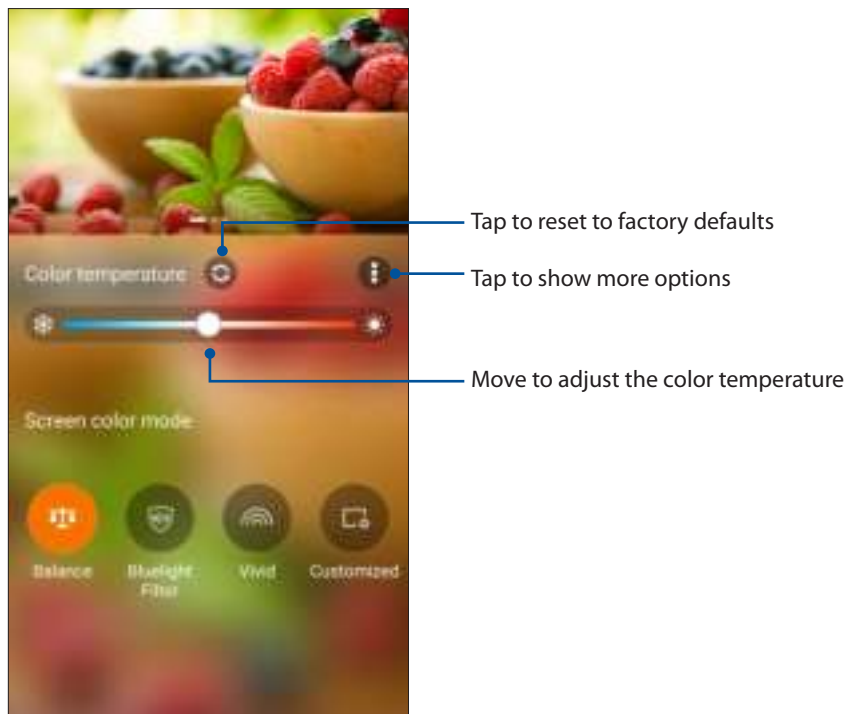 Tap to reset to factory defaults
Color temperature
Tap to show more options
Move to adjust the color temperature
Screen color mode
Balance
Bluelight
Filter
Vivid
Customized